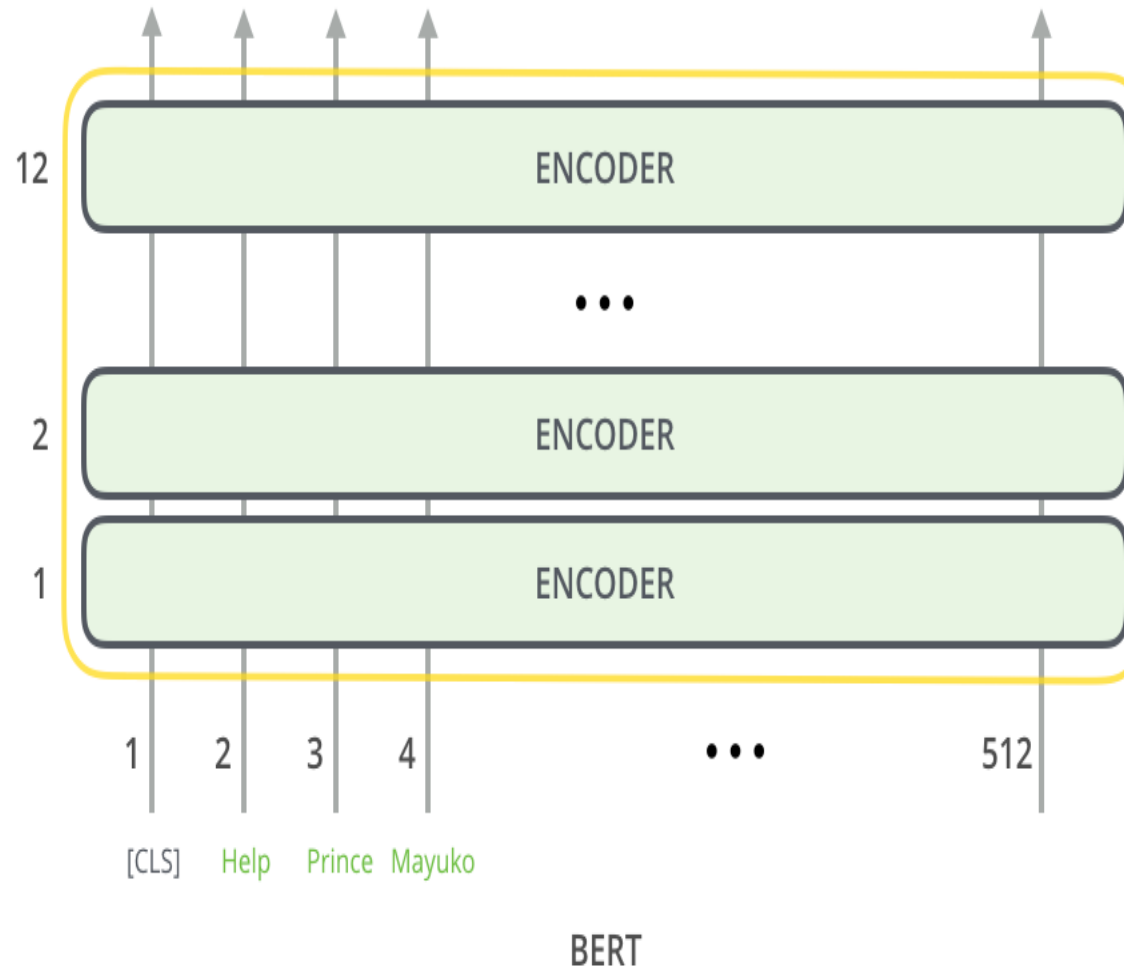 12 ENCODER
...
2 ENCODER
1 ENCODER
1 2 3 4 ... 512
[CLS] Help Prince Mayuko
BERT